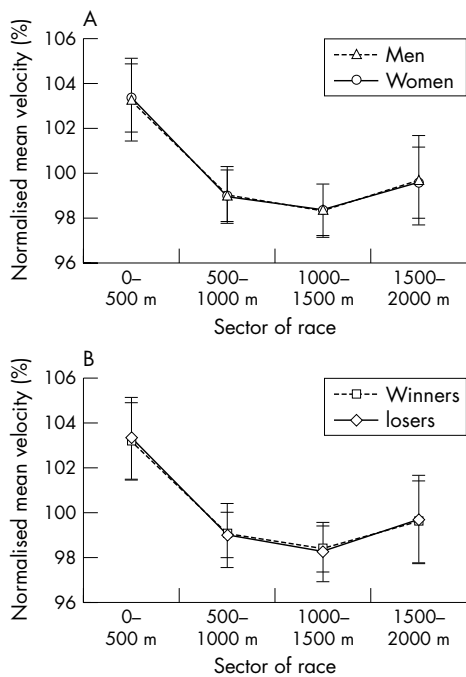 A
106
104
102
100
98
96
Normalised mean velocity (%)
Men
Women
0–
500 m
500–
1000 m
1000–
1500 m
1500–
2000 m
Sector of race
B
106
104
102
100
98
96
Normalised mean velocity (%)
Winners
losers
0–
500 m
500–
1000 m
1000–
1500 m
1500–
2000 m
Sector of race